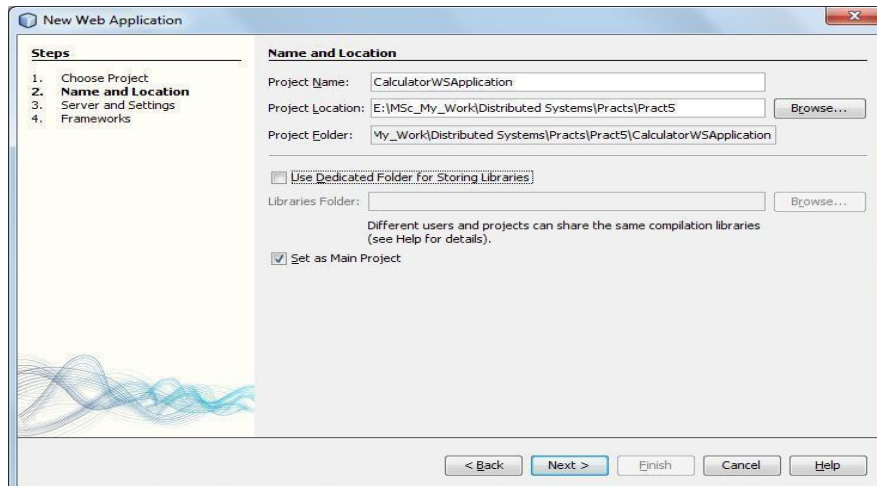 New Web Application
Steps
1. Choose Project
2. Name and Location
3. Server and Settings
4. Frameworks
Name and Location
Project Name: CalculatorWSApplication
Project Location: E:\MSc_My_Work\Distributed Systems\Practs\Pract5 Browse...
Project Folder: My_Work\Distributed Systems\Practs\Pract5\CalculatorWSApplication
Use Dedicated Folder for Storing Libraries
Libraries Folder: Browse...
Different users and projects can share the same compilation libraries
(see Help for details).
Set as Main Project
< Back Next > Finish Cancel Help